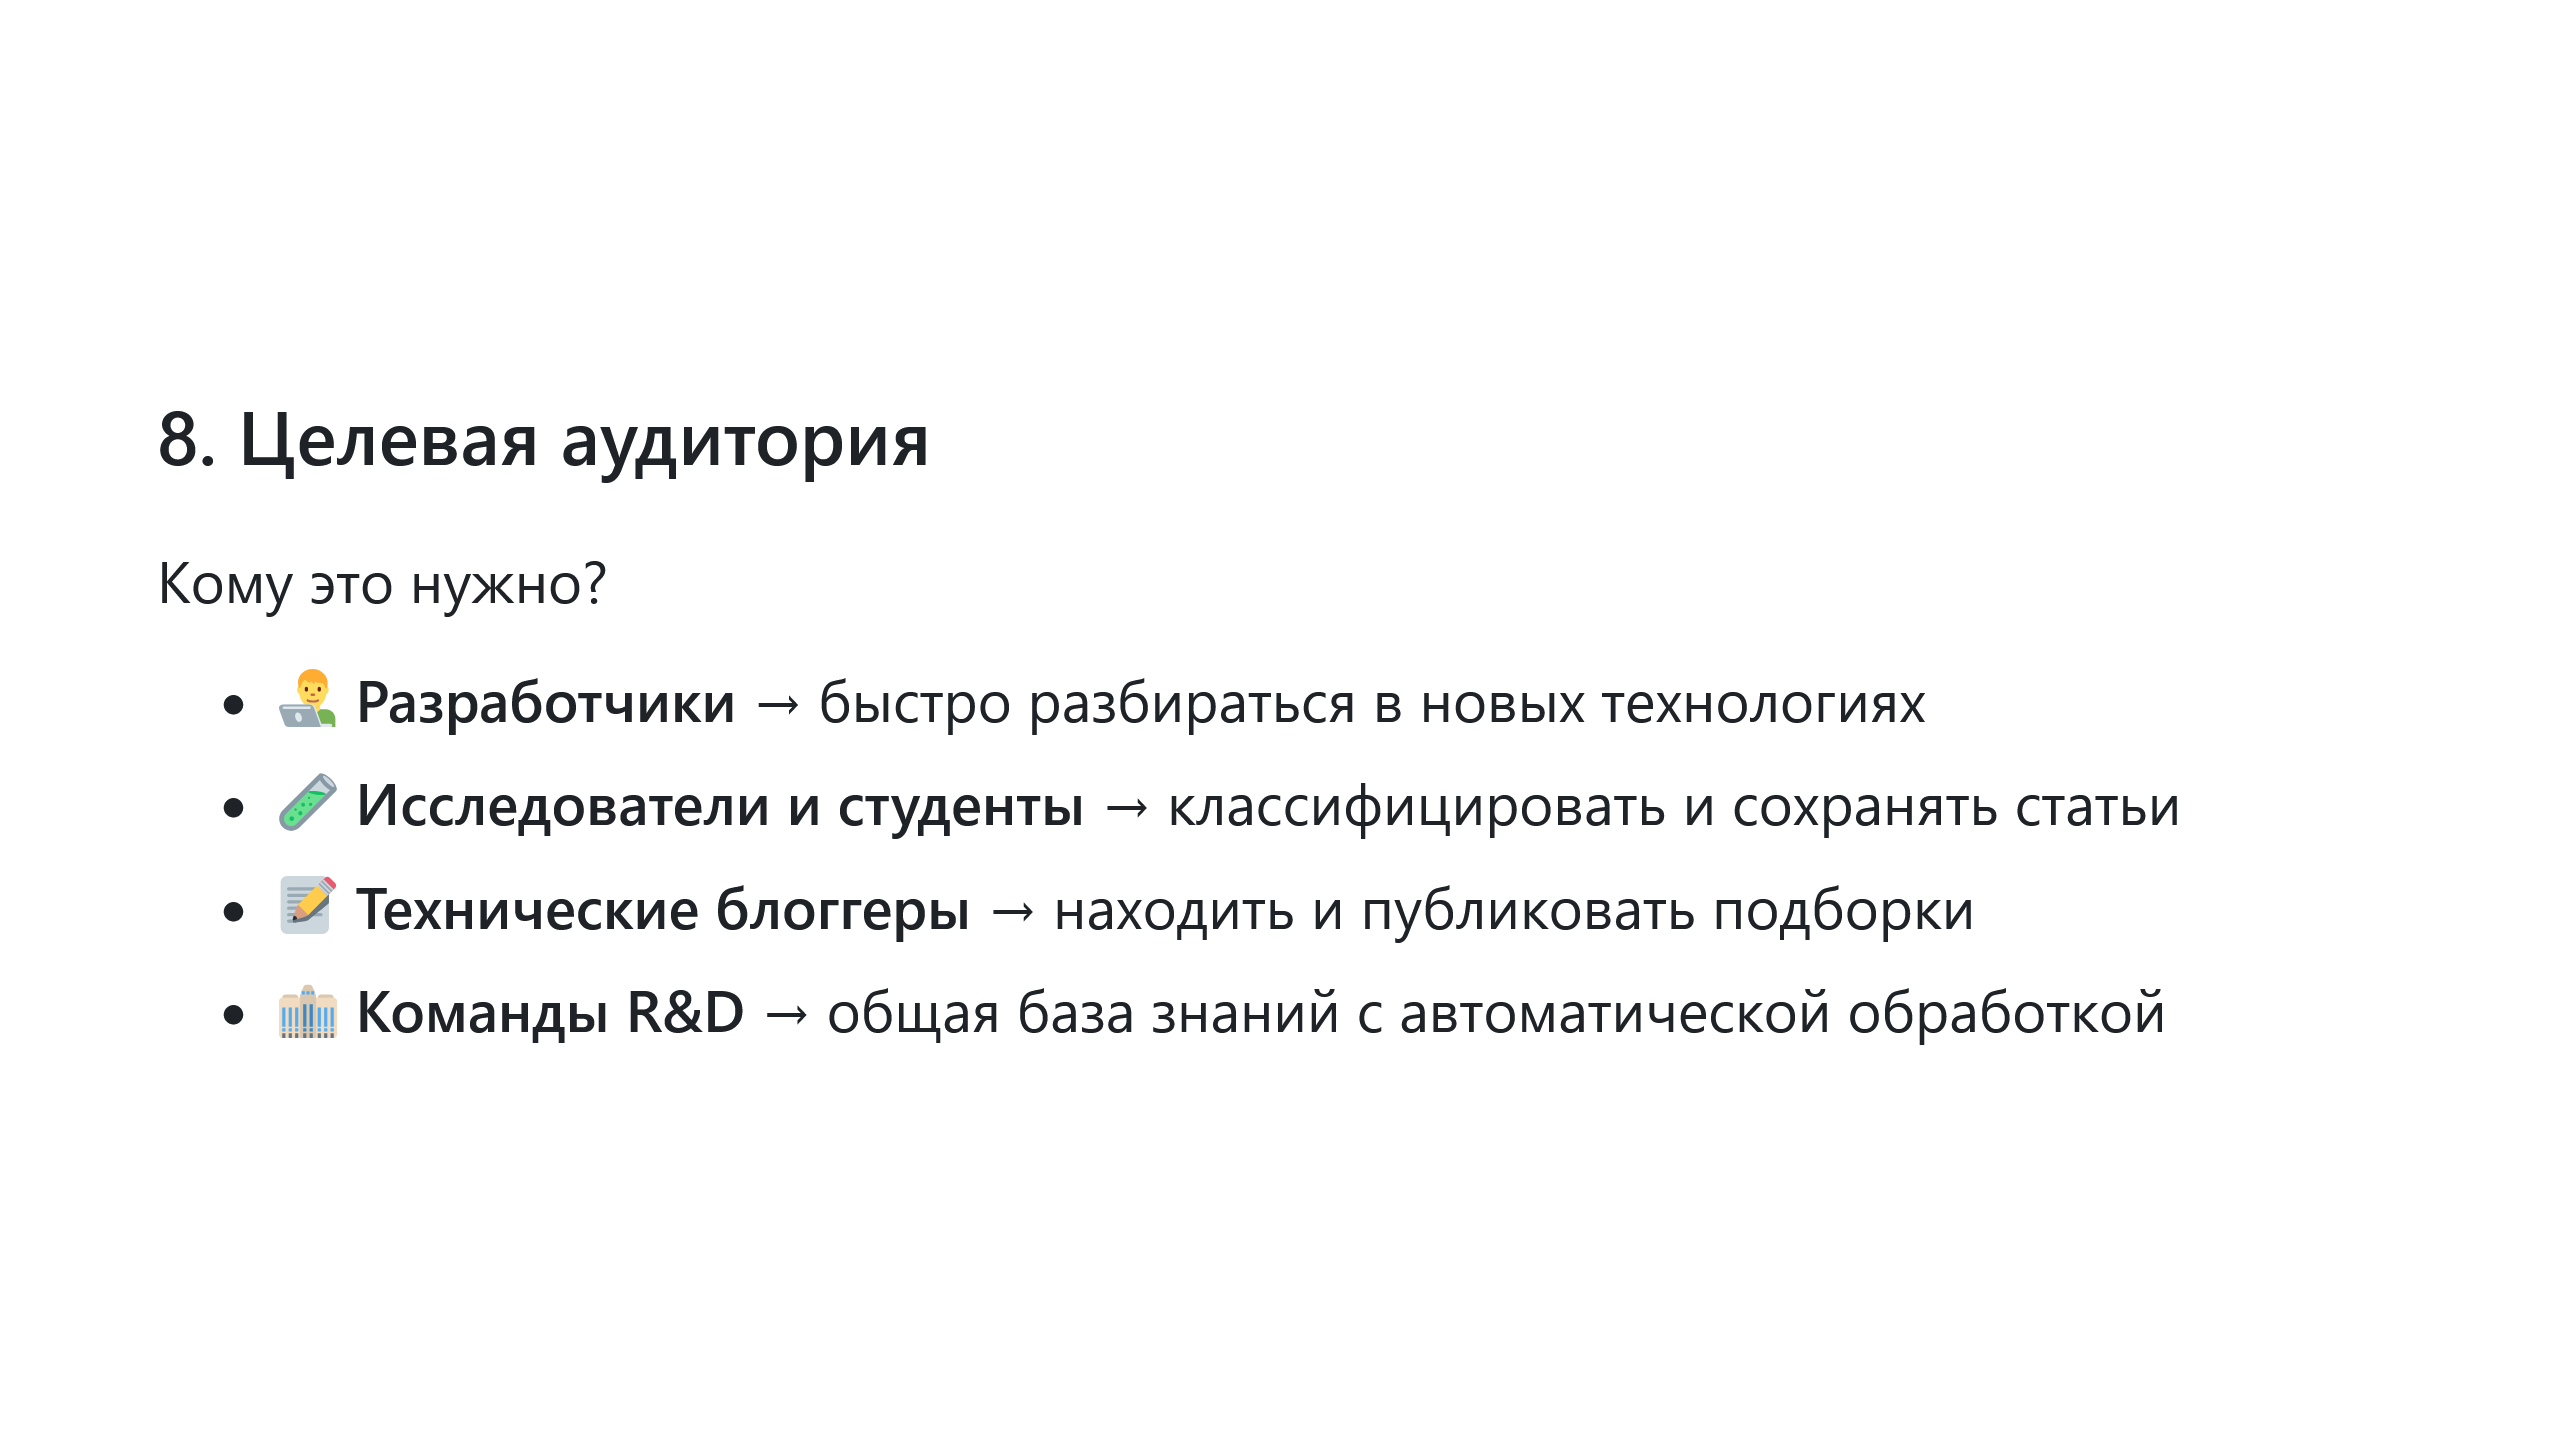 8. Целевая аудитория
Кому это нужно?
• 👨‍💻 Разработчики → быстро разбираться в новых технологиях
• 🧪 Исследователи и студенты → классифицировать и сохранять статьи
• 📝 Технические блоггеры → находить и публиковать подборки
• 🏙 Команды R&D → общая база знаний с автоматической обработкой